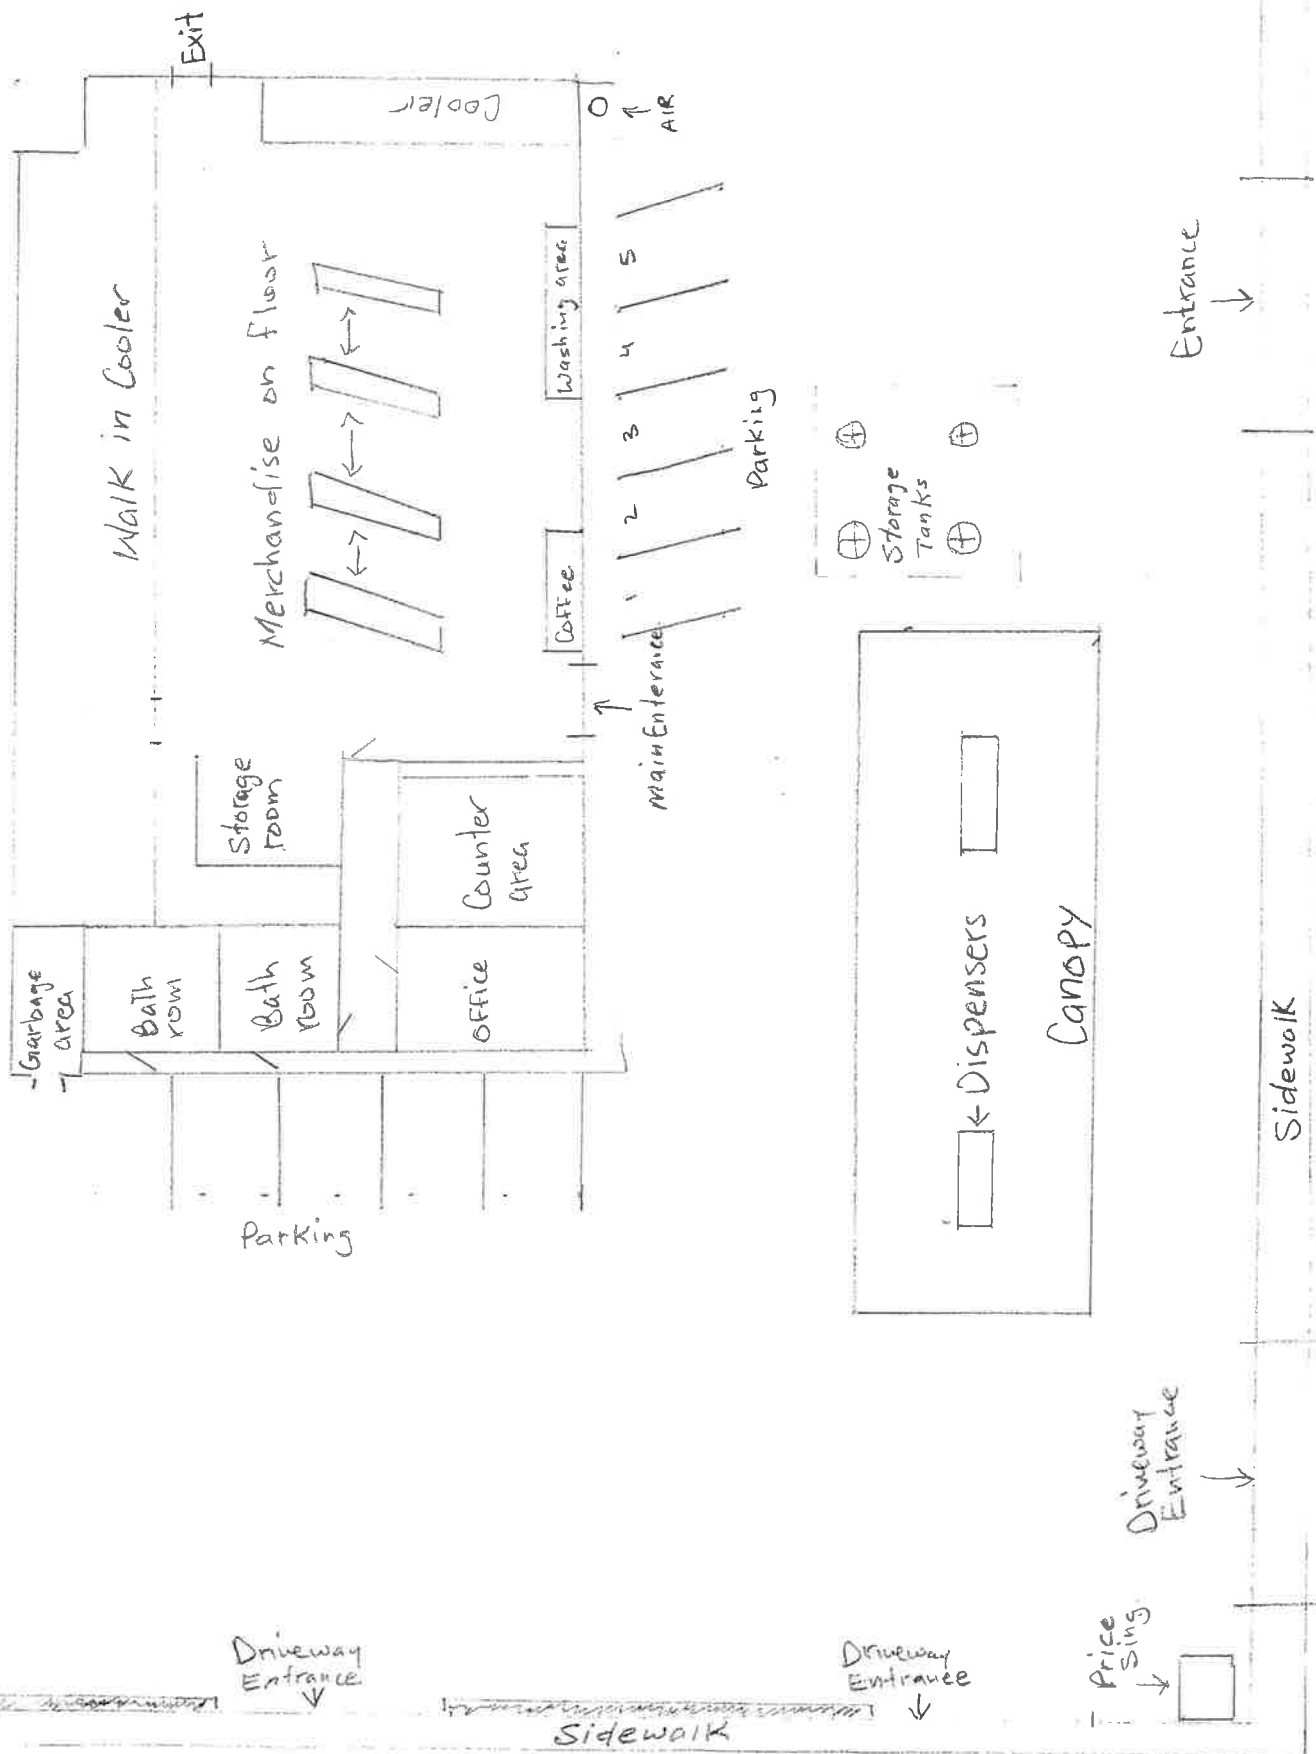 Exit
Cooler
AIR
Walk in Cooler
Merchandise on floor
Washing area
5
4
3
2
1
Parking
Coffee
Main Enterance
Storage
Tanks
Entrance
Storage
room
Counter
area
Garbage
area
Bath
room
Bath
room
office
Parking
Dispensers
Canopy
Sidewalk
Driveway
Entrance
Driveway
Entrance
Driveway
Entrance
Price
Sing
Sidewalk